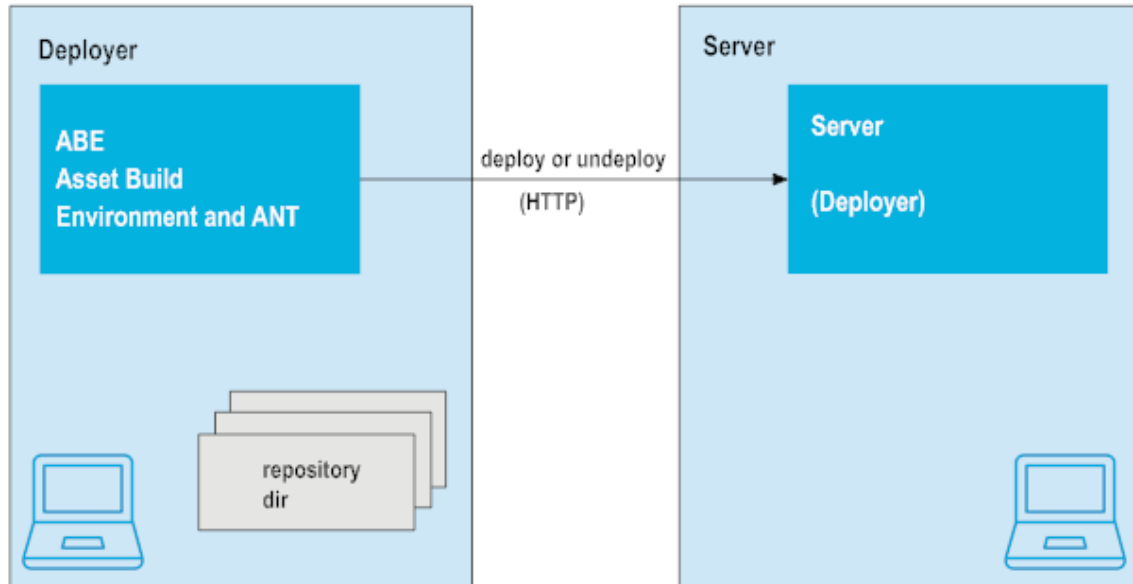 Deployer
ABE
Asset Build
Environment and ANT
repository
dir
deploy or undeploy
(HTTP)
Server
Server
(Deployer)